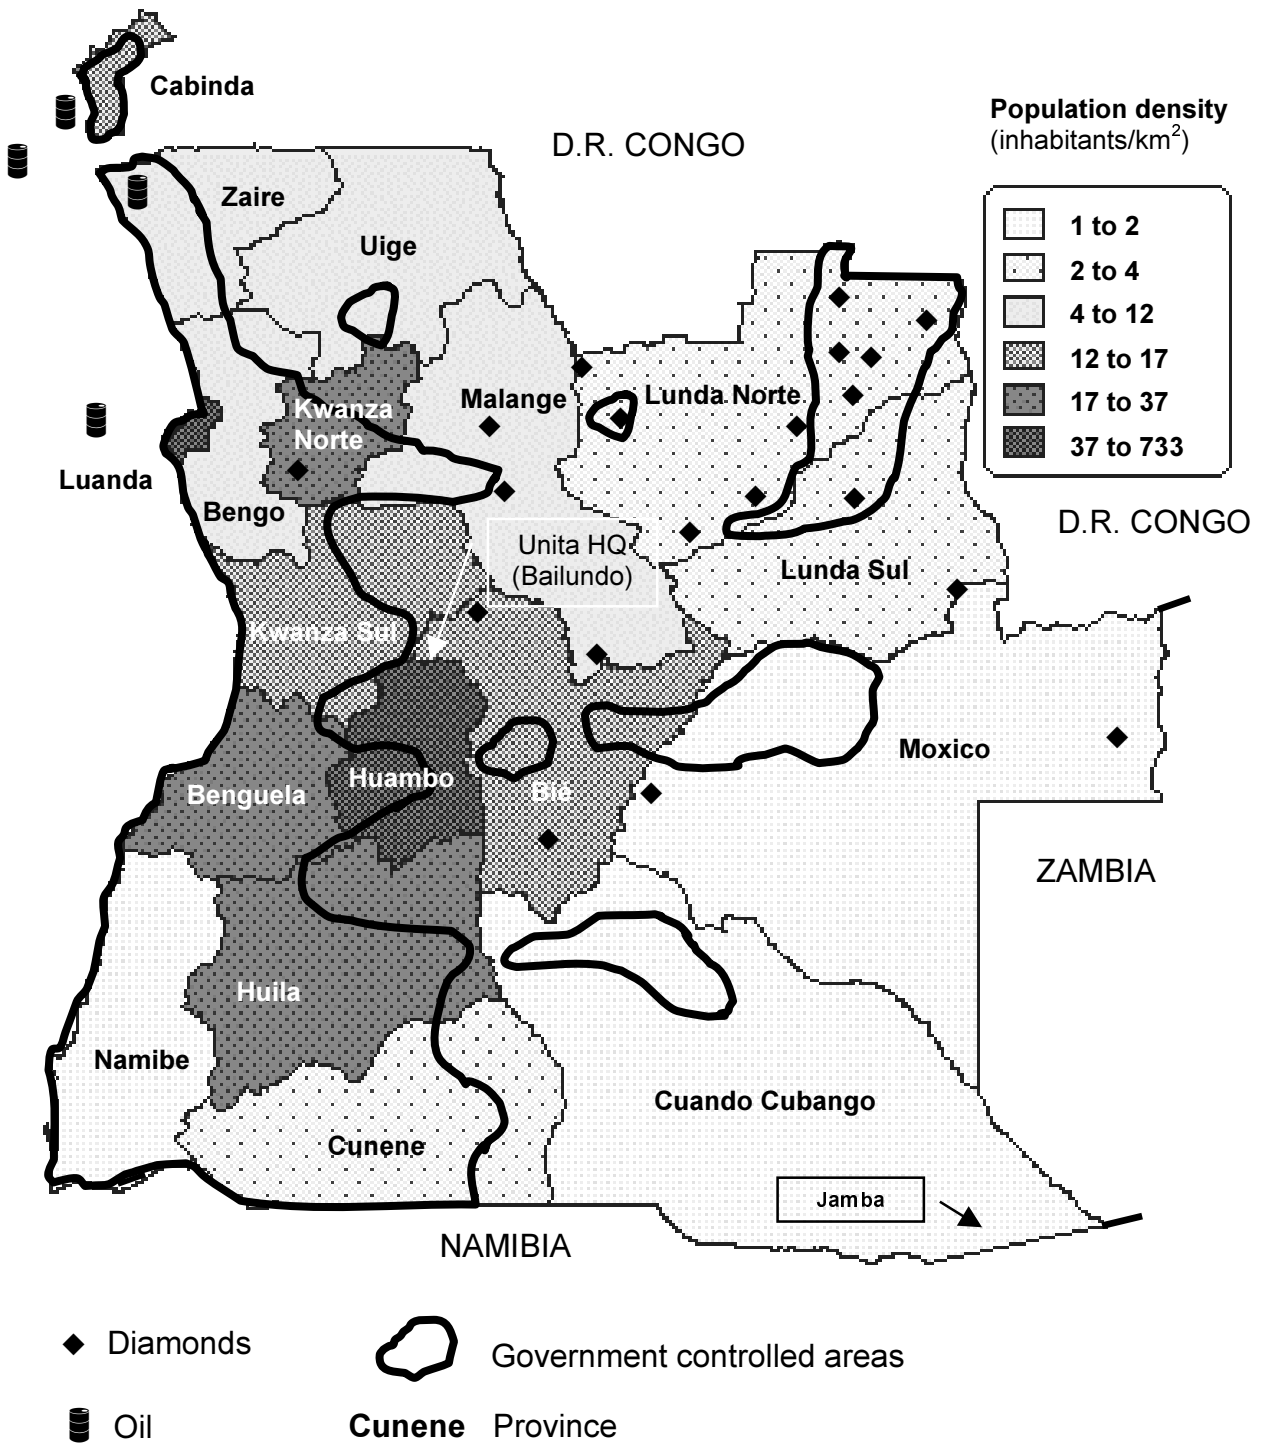 Cabinda
D.R. CONGO
Population density
(inhabitants/km²)
1 to 2
2 to 4
4 to 12
12 to 17
17 to 37
37 to 733
Zaire
Uige
Malange
Lunda Norte
Kwanza
Norte
Luanda
Bengo
D.R. CONGO
Unita HQ
(Bailundo)
Lunda Sul
Kwanza Sul
Moxico
Huambo
Benguela
Bié
ZAMBIA
Huila
Namibe
Cuando Cubango
Cunene
Jamba
NAMIBIA
Diamonds
Government controlled areas
Oil
Cunene Province